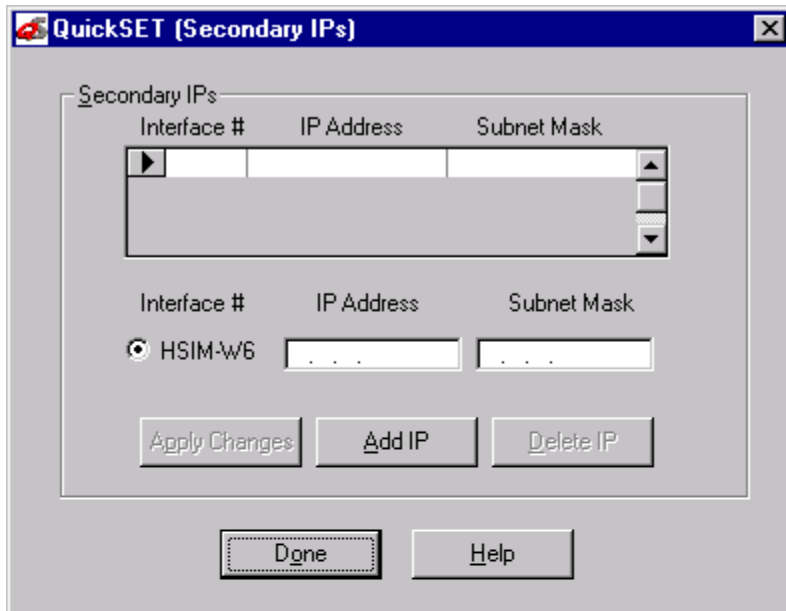 QuickSET (Secondary IPs)
Secondary IPs
Interface # IP Address Subnet Mask
Interface # IP Address Subnet Mask
HSIM-W6 . . . . . .
Apply Changes Add IP Delete IP
Done Help